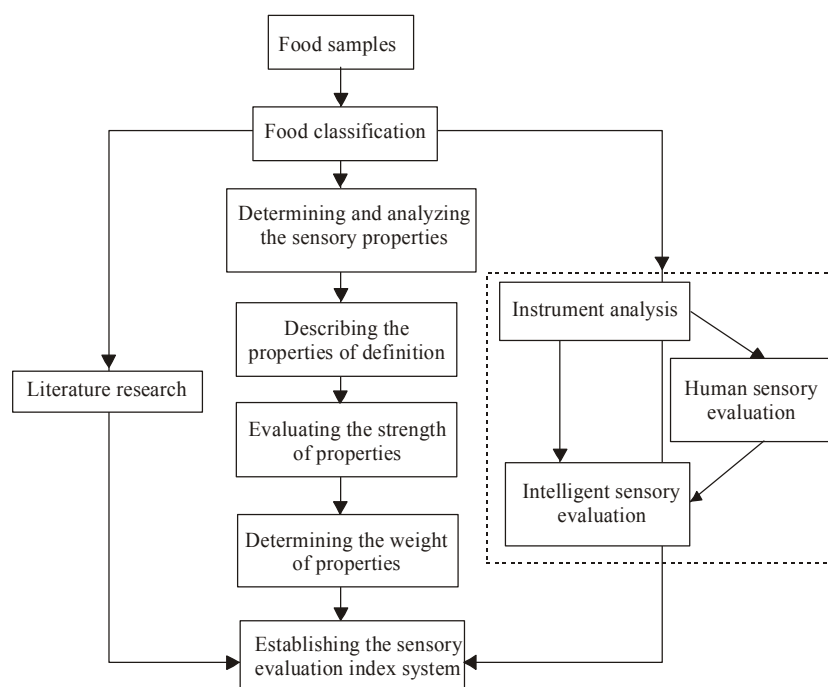 Food samples
Food classification
Determining and analyzing
the sensory properties
Describing the
properties of definition
Literature research
Evaluating the strength
of properties
Determining the weight
of properties
Establishing the sensory
evaluation index system
Instrument analysis
Human sensory
evaluation
Intelligent sensory
evaluation